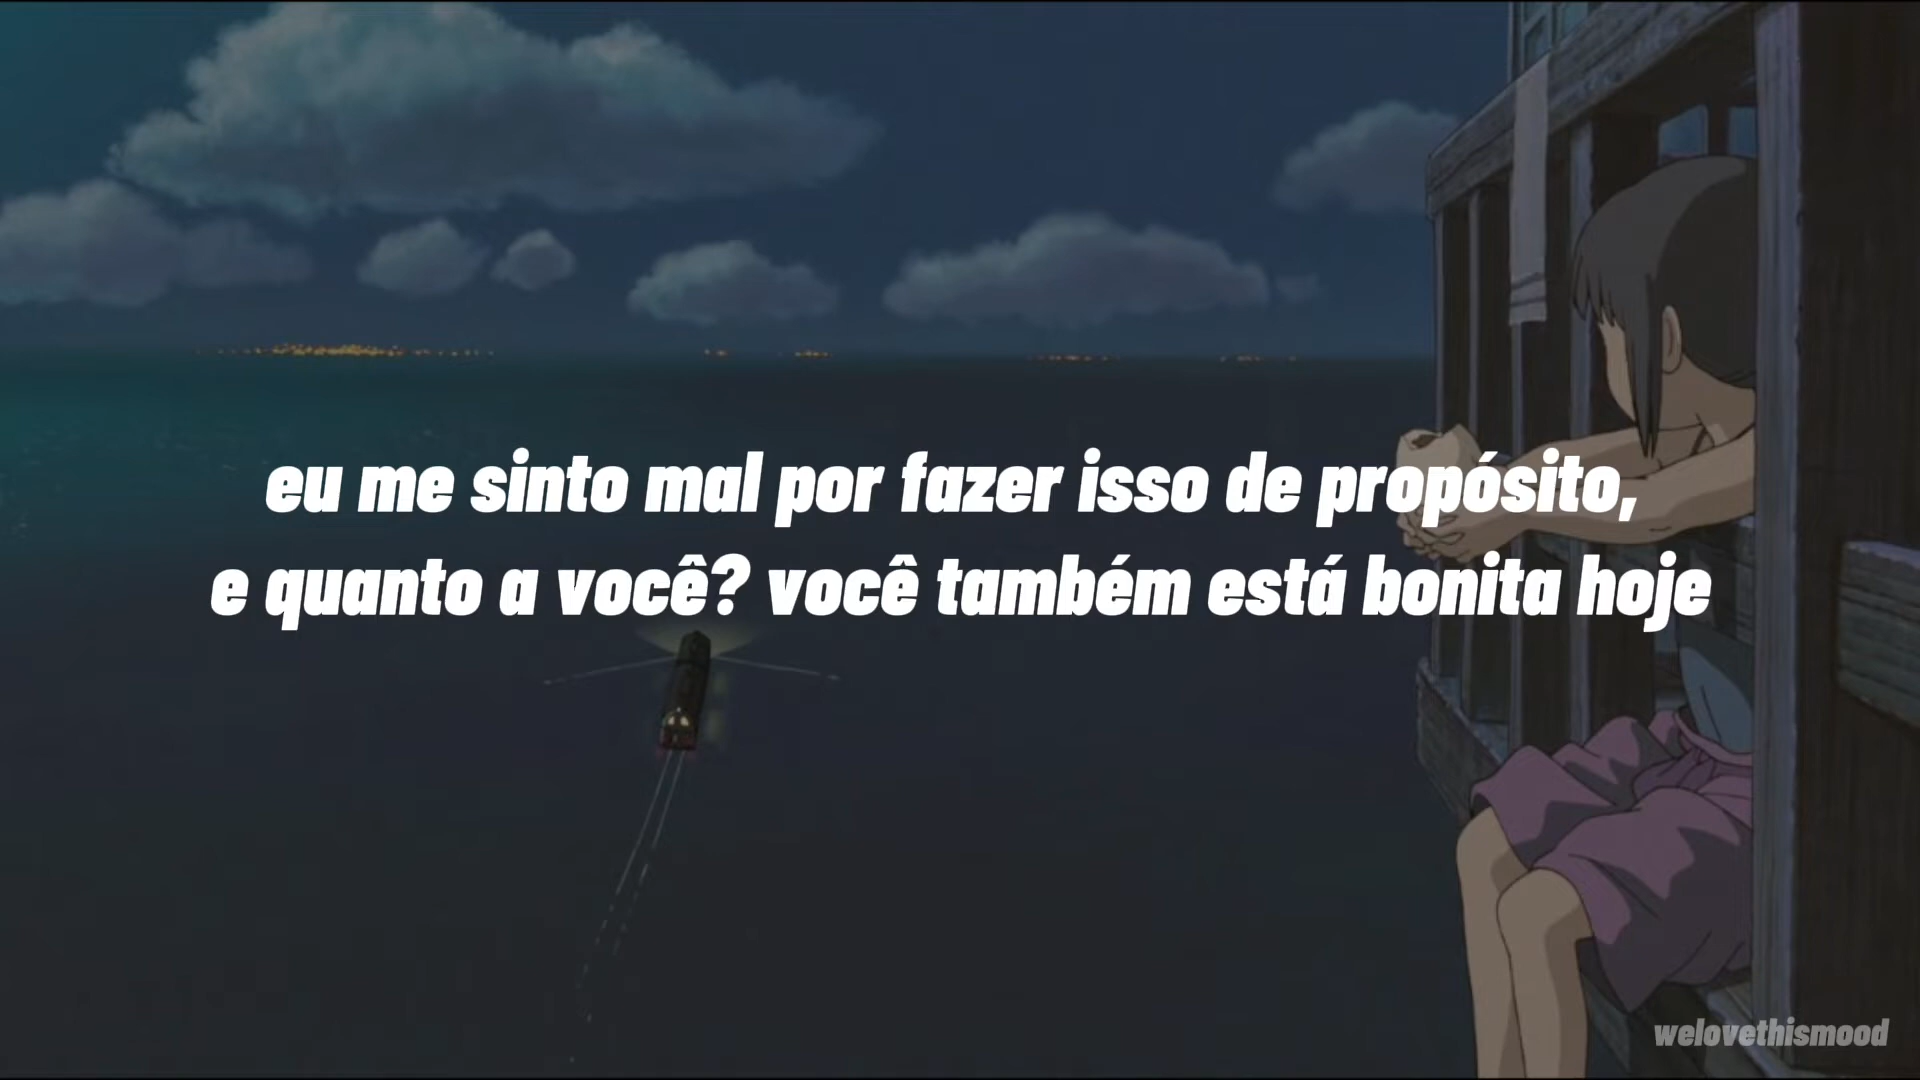 eu me sinto mal por fazer isso de propósito,
e quanto a você? você também está bonita hoje
welovethismood